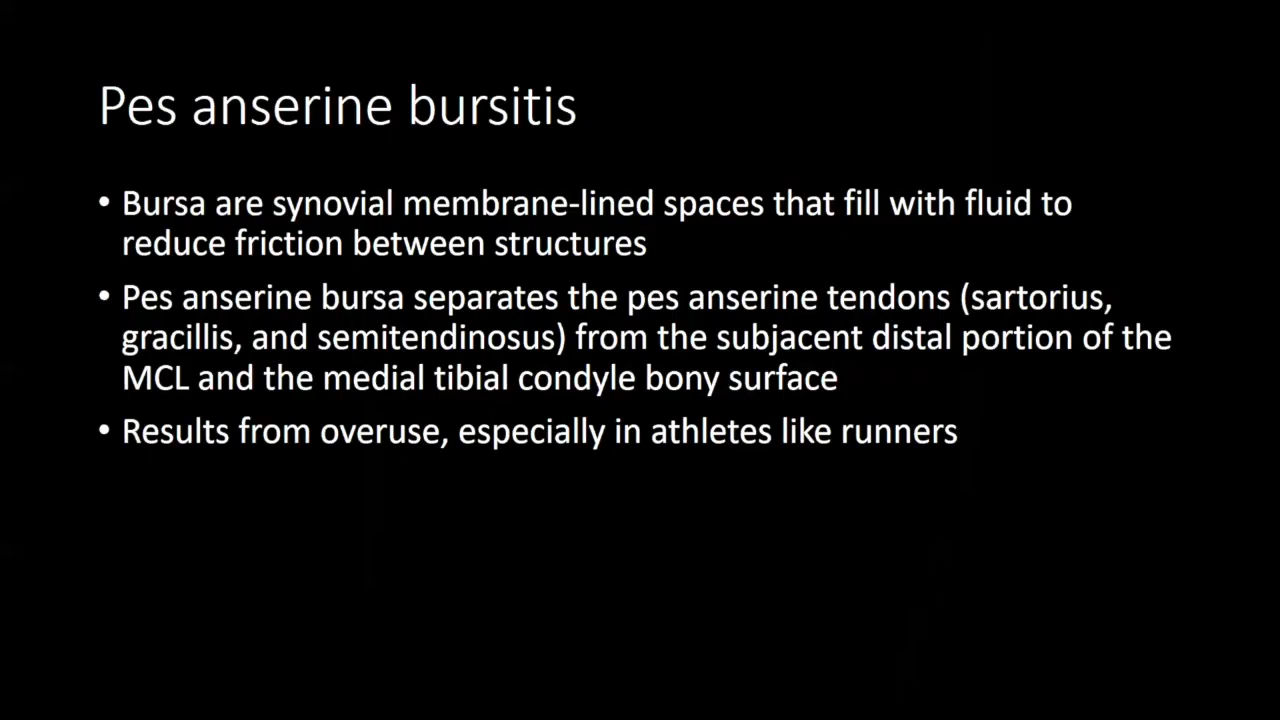 Pes anserine bursitis
• Bursa are synovial membrane-lined spaces that fill with fluid to
reduce friction between structures
• Pes anserine bursa separates the pes anserine tendons (sartorius,
gracillis, and semitendinosus) from the subjacent distal portion of the
MCL and the medial tibial condyle bony surface
• Results from overuse, especially in athletes like runners